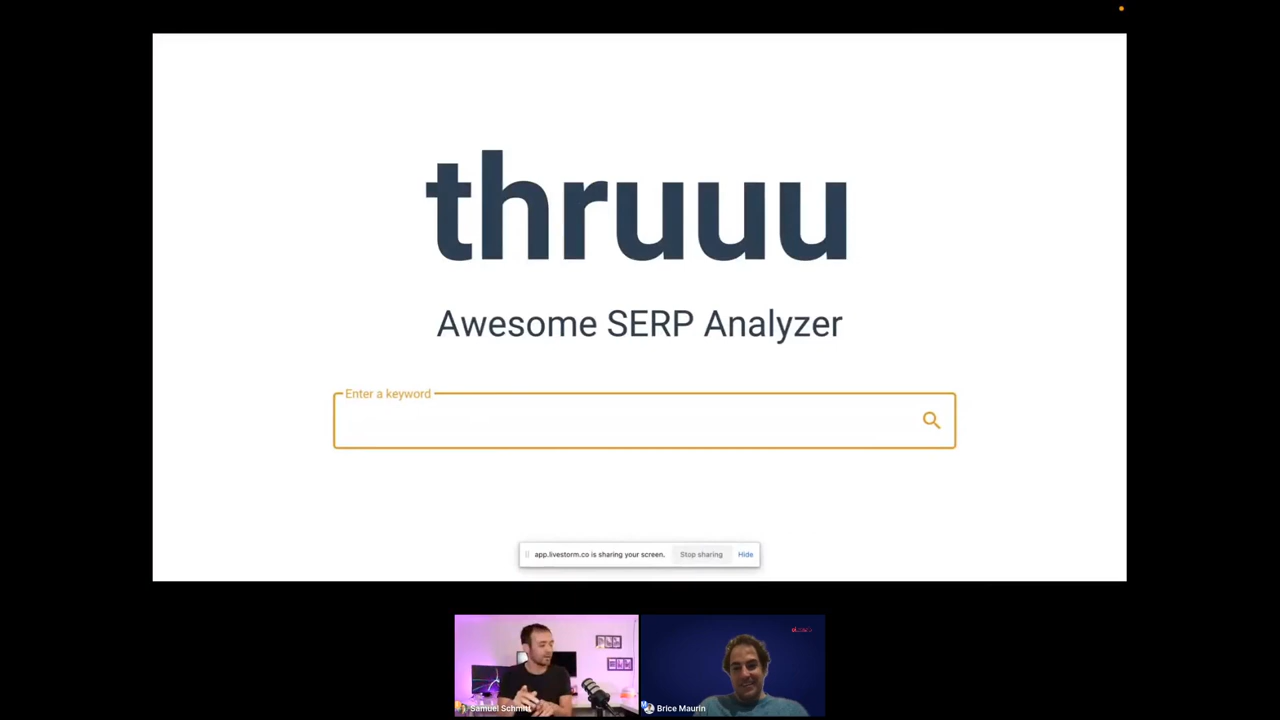 thruuu
Awesome SERP Analyzer
Enter a keyword
app.livestorm.co is sharing your screen. Stop sharing Hide
Samuel Schmitt
Brice Maurin